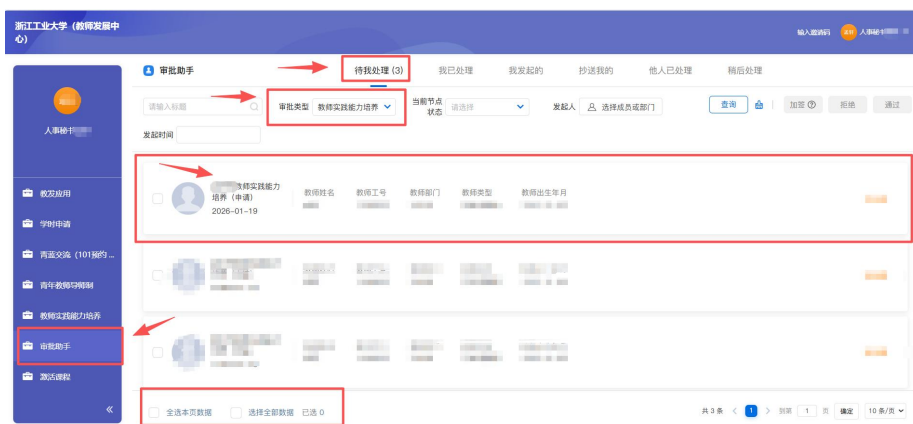 浙江工业大学（教师发展中
心）
输入邀请码
人事秘书
人事秘书
教发应用
学时申请
青蓝交流（101预约 ...
青年教师导师制
教师实践能力培养
审批助手
激活课程
«
审批助手
待我处理 (3)
我已处理
我发起的
抄送我的
他人已处理
稍后处理
请输入标题
审批类型
教师实践能力培养
当前节点
状态
请选择
发起人
选择成员或部门
查询
加签
拒绝
通过
发起时间
教师实践能力
培养（申请）
2026-01-19
教师姓名
教师工号
教师部门
教师类型
教师出生年月
全选本页数据
选择全部数据
已选 0
共 3 条
<
1
>
到第
1
页
确定
10 条/页